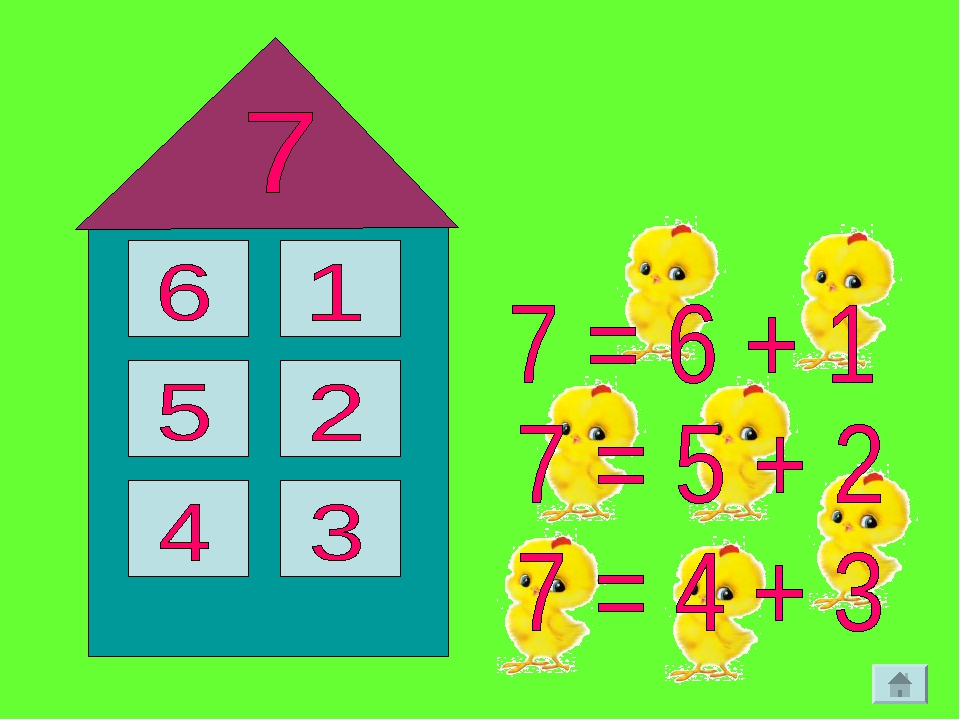 7
6 1
5 2
4 3
7 = 6 + 1
7 = 5 + 2
7 = 4 + 3